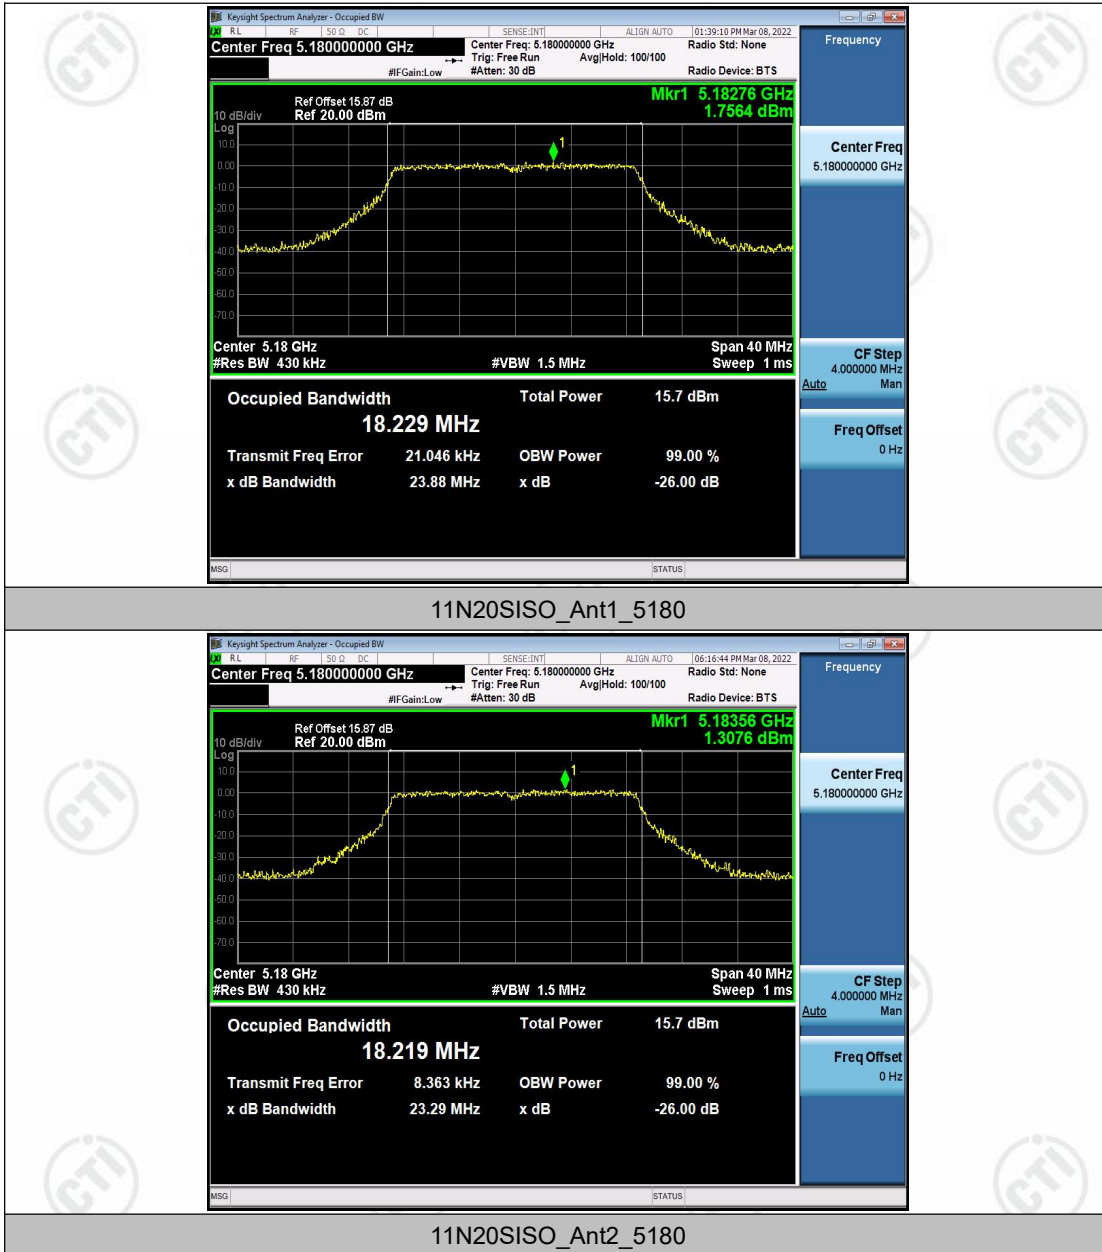 Keysight Spectrum Analyzer - Occupied BW
LXI RL RF 50 Ω DC SENSE:INT ALIGN AUTO 01:39:10 PM Mar 08, 2022
Center Freq 5.180000000 GHz
Center Freq: 5.180000000 GHz Radio Std: None
Trig: Free Run Avg|Hold: 100/100
#IFGain:Low #Atten: 30 dB Radio Device: BTS
Frequency
Ref Offset 15.87 dB Mkr1 5.18276 GHz
10 dB/div Ref 20.00 dBm 1.7564 dBm
Log
10.0
0.00
-10.0
-20.0
-30.0
-40.0
-50.0
-60.0
-70.0
1
Center Freq
5.180000000 GHz
Center 5.18 GHz Span 40 MHz
#Res BW 430 kHz #VBW 1.5 MHz Sweep 1 ms
CF Step
4.000000 MHz
Auto Man
Occupied Bandwidth Total Power 15.7 dBm
18.229 MHz
Transmit Freq Error 21.046 kHz OBW Power 99.00 %
x dB Bandwidth 23.88 MHz x dB -26.00 dB
Freq Offset
0 Hz
MSG STATUS
11N20SISO_Ant1_5180
Keysight Spectrum Analyzer - Occupied BW
LXI RL RF 50 Ω DC SENSE:INT ALIGN AUTO 06:16:44 PM Mar 08, 2022
Center Freq 5.180000000 GHz
Center Freq: 5.180000000 GHz Radio Std: None
Trig: Free Run Avg|Hold: 100/100
#IFGain:Low #Atten: 30 dB Radio Device: BTS
Frequency
Ref Offset 15.87 dB Mkr1 5.18356 GHz
10 dB/div Ref 20.00 dBm 1.3076 dBm
Log
10.0
0.00
-10.0
-20.0
-30.0
-40.0
-50.0
-60.0
-70.0
1
Center Freq
5.180000000 GHz
Center 5.18 GHz Span 40 MHz
#Res BW 430 kHz #VBW 1.5 MHz Sweep 1 ms
CF Step
4.000000 MHz
Auto Man
Occupied Bandwidth Total Power 15.7 dBm
18.219 MHz
Transmit Freq Error 8.363 kHz OBW Power 99.00 %
x dB Bandwidth 23.29 MHz x dB -26.00 dB
Freq Offset
0 Hz
MSG STATUS
11N20SISO_Ant2_5180
CTI
CTI
CTI
CTI
CTI
CTI
CTI
CTI